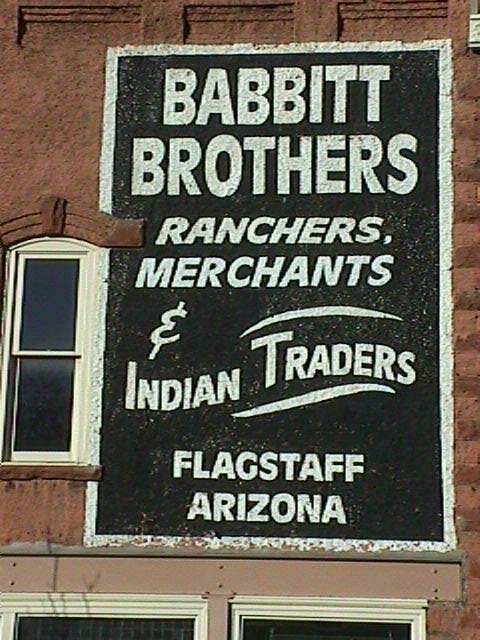 BABBITT
BROTHERS
RANCHERS,
MERCHANTS
&
INDIAN TRADERS
FLAGSTAFF
ARIZONA